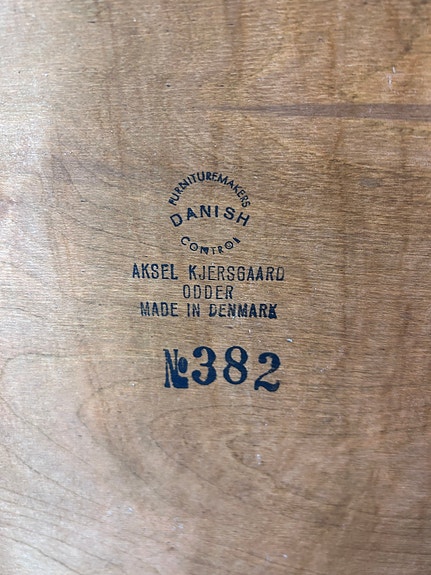 FURNITUREMAKERS
DANISH
CONTROL
AKSEL KJERSGAARD
ODDER
MADE IN DENMARK
№382